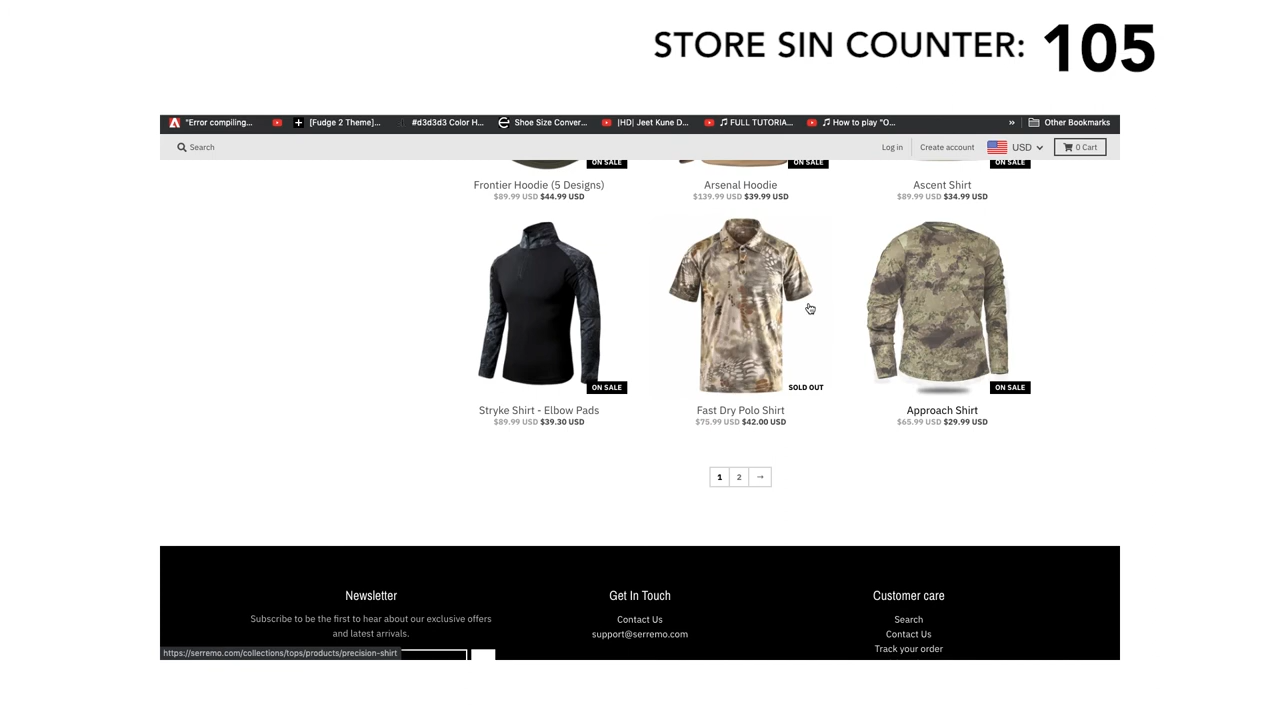 STORE SIN COUNTER: 105
"Error compiling... [Fudge 2 Theme]... #d3d3d3 Color H... Shoe Size Conver... |HD| Jeet Kune D... FULL TUTORIA... How to play "O... » Other Bookmarks
Search Log in Create account USD 0 Cart
ON SALE ON SALE ON SALE
Frontier Hoodie (5 Designs) Arsenal Hoodie Ascent Shirt
$89.99 USD $44.99 USD $139.99 USD $39.99 USD $89.99 USD $34.99 USD
ON SALE SOLD OUT ON SALE
Stryke Shirt - Elbow Pads Fast Dry Polo Shirt Approach Shirt
$89.99 USD $39.30 USD $75.99 USD $42.00 USD $65.99 USD $29.99 USD
1 2 →
Newsletter Get In Touch Customer care
Subscribe to be the first to hear about our exclusive offers Contact Us Search
and latest arrivals. support@serremo.com Contact Us
Track your order
https://serremo.com/collections/tops/products/precision-shirt